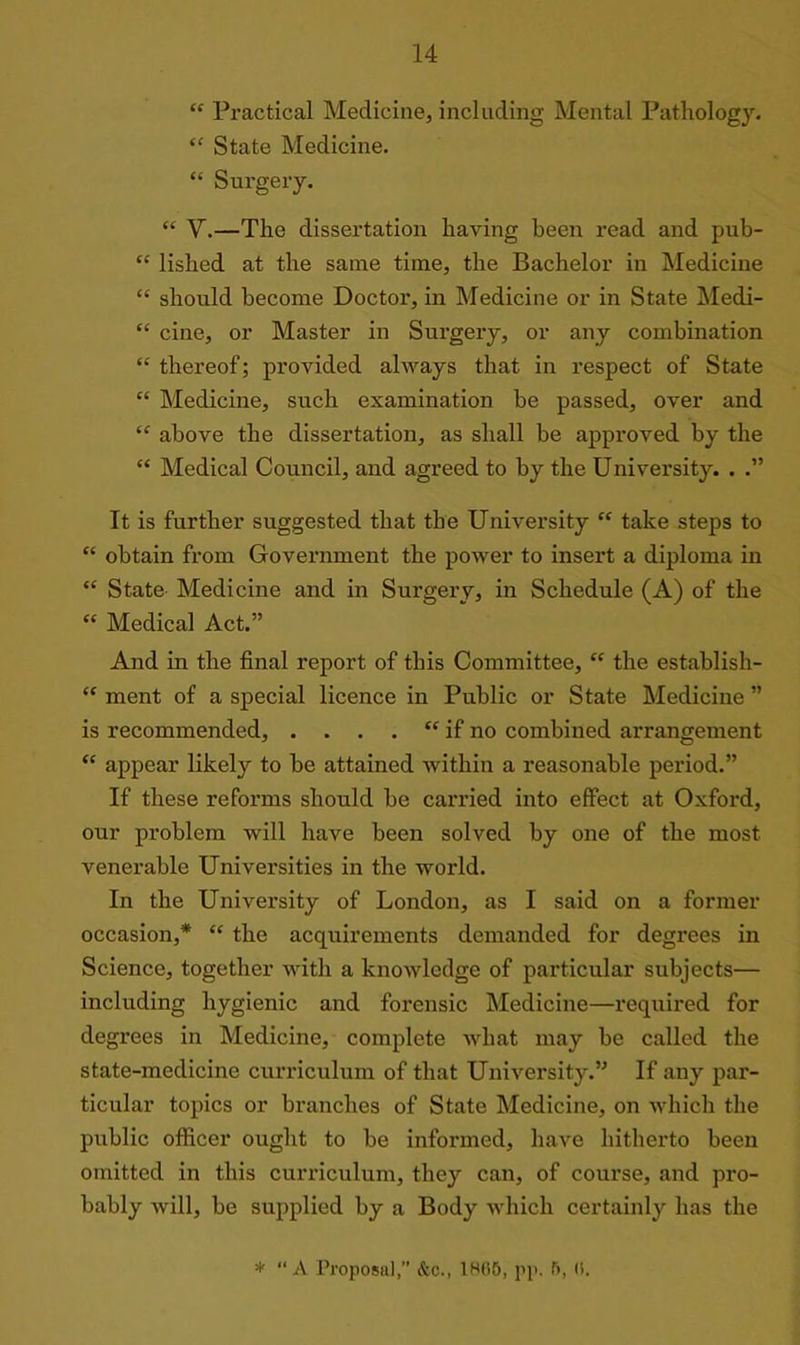 14
“ Practical Medicine, including Mental Pathology.
“ State Medicine.
“ Surgery.
“ V.—The dissertation having been read and pub-
“ lished at the same time, the Bachelor in Medicine
“ should become Doctor, in Medicine or in State Medi-
“ cine, or Master in Surgery, or any combination
“ thereof; provided always that in respect of State
“ Medicine, such examination be passed, over and
“ above the dissertation, as shall be approved by the
“ Medical Council, and agreed to by the University. . .”
It is further suggested that the University “ take steps to
“ obtain from Government the power to insert a diploma in
“ State Medicine and in Surgery, in Schedule (A) of the
“ Medical Act.”
And in the final report of this Committee, “ the establish-
“ ment of a special licence in Public or State Medicine ”
is recommended, . . . . “ if no combined arrangement
“ appear likely to be attained within a reasonable period.”
If these reforms should be carried into effect at Oxford,
our problem will have been solved by one of the most
venerable Universities in the world.
In the University of London, as I said on a former
occasion,* “ the acquirements demanded for degrees in
Science, together with a knowledge of particular subjects—
including hygienic and forensic Medicine—required for
degrees in Medicine, complete what may be called the
state-medicine curriculum of that University.” If any par-
ticular topics or branches of State Medicine, on which the
public officer ought to be informed, have hitherto been
omitted in this curriculum, they can, of course, and pro-
bably will, be supplied by a Body which certainly has the
* “ A Proposal,” &c., 1865, pp. 5, 6.